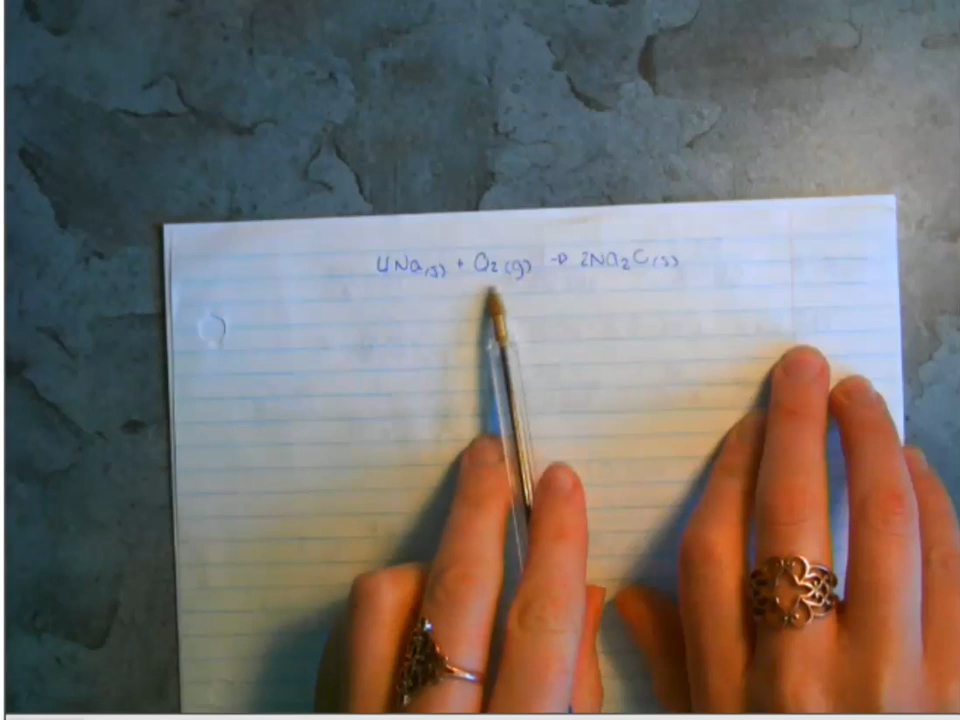 4Na(s) + O2(g) → 2Na2O(s)